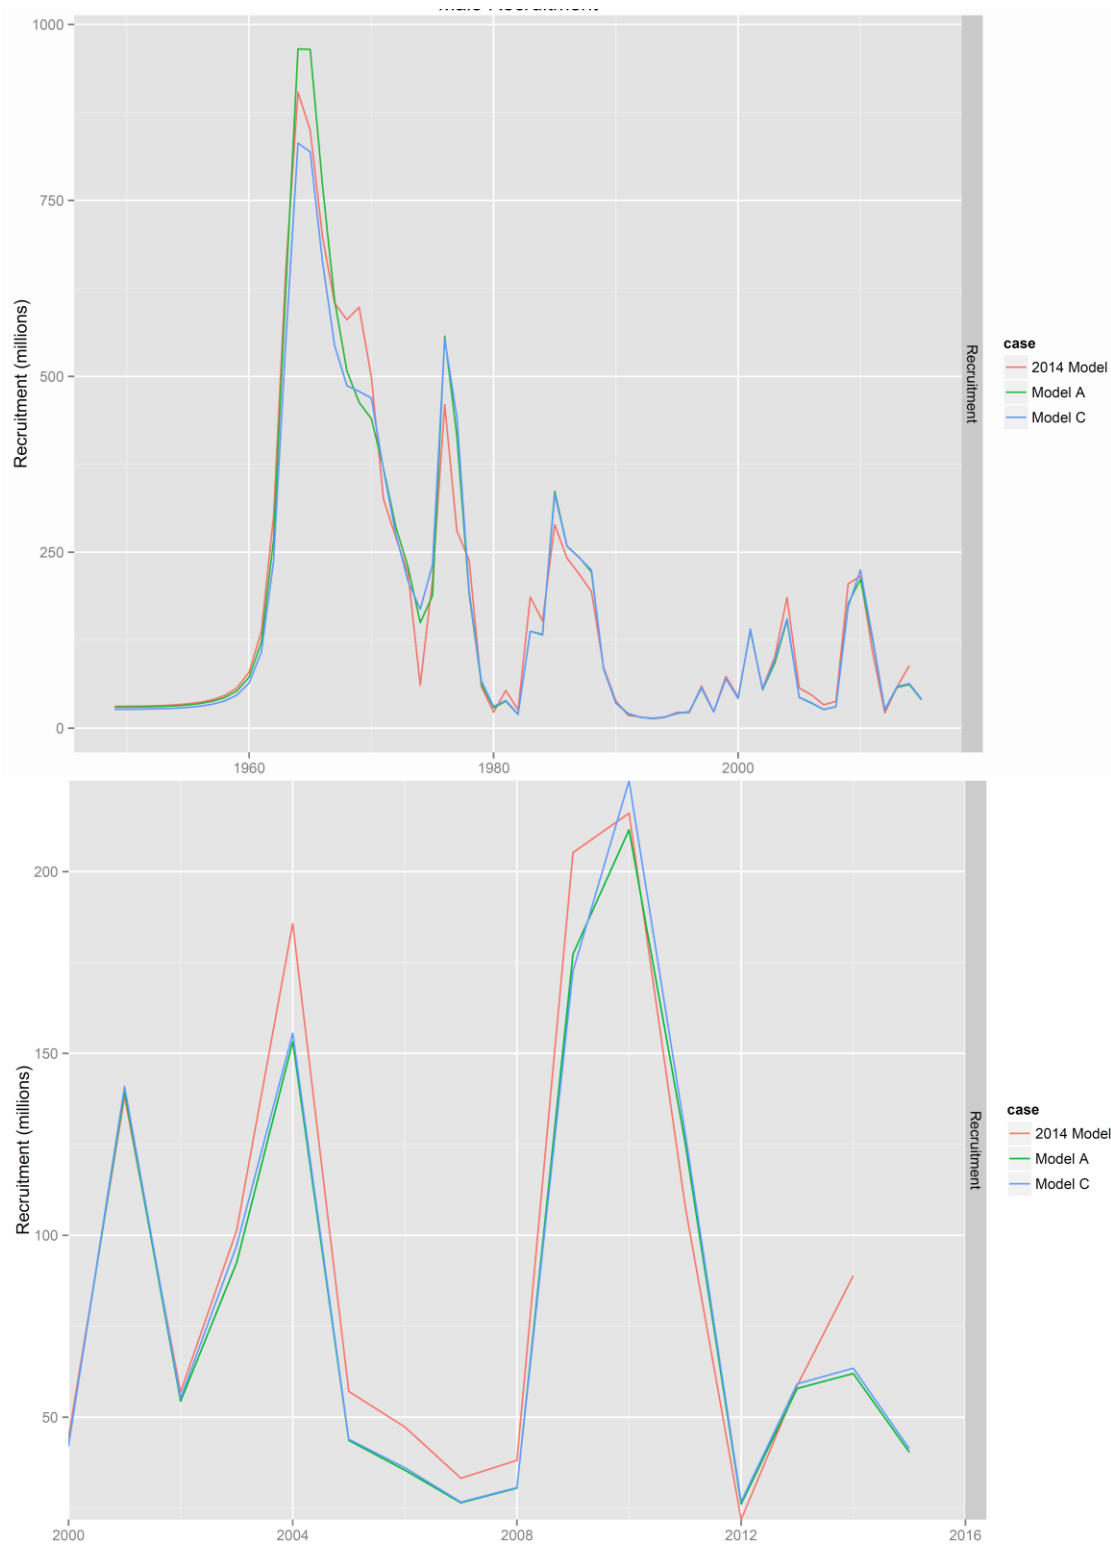 1000
750
500
250
0
Recruitment (millions)
1960
1980
2000
Recruitment
case
2014 Model
Model A
Model C
200
150
100
50
Recruitment (millions)
2000
2004
2008
2012
2016
Recruitment
case
2014 Model
Model A
Model C